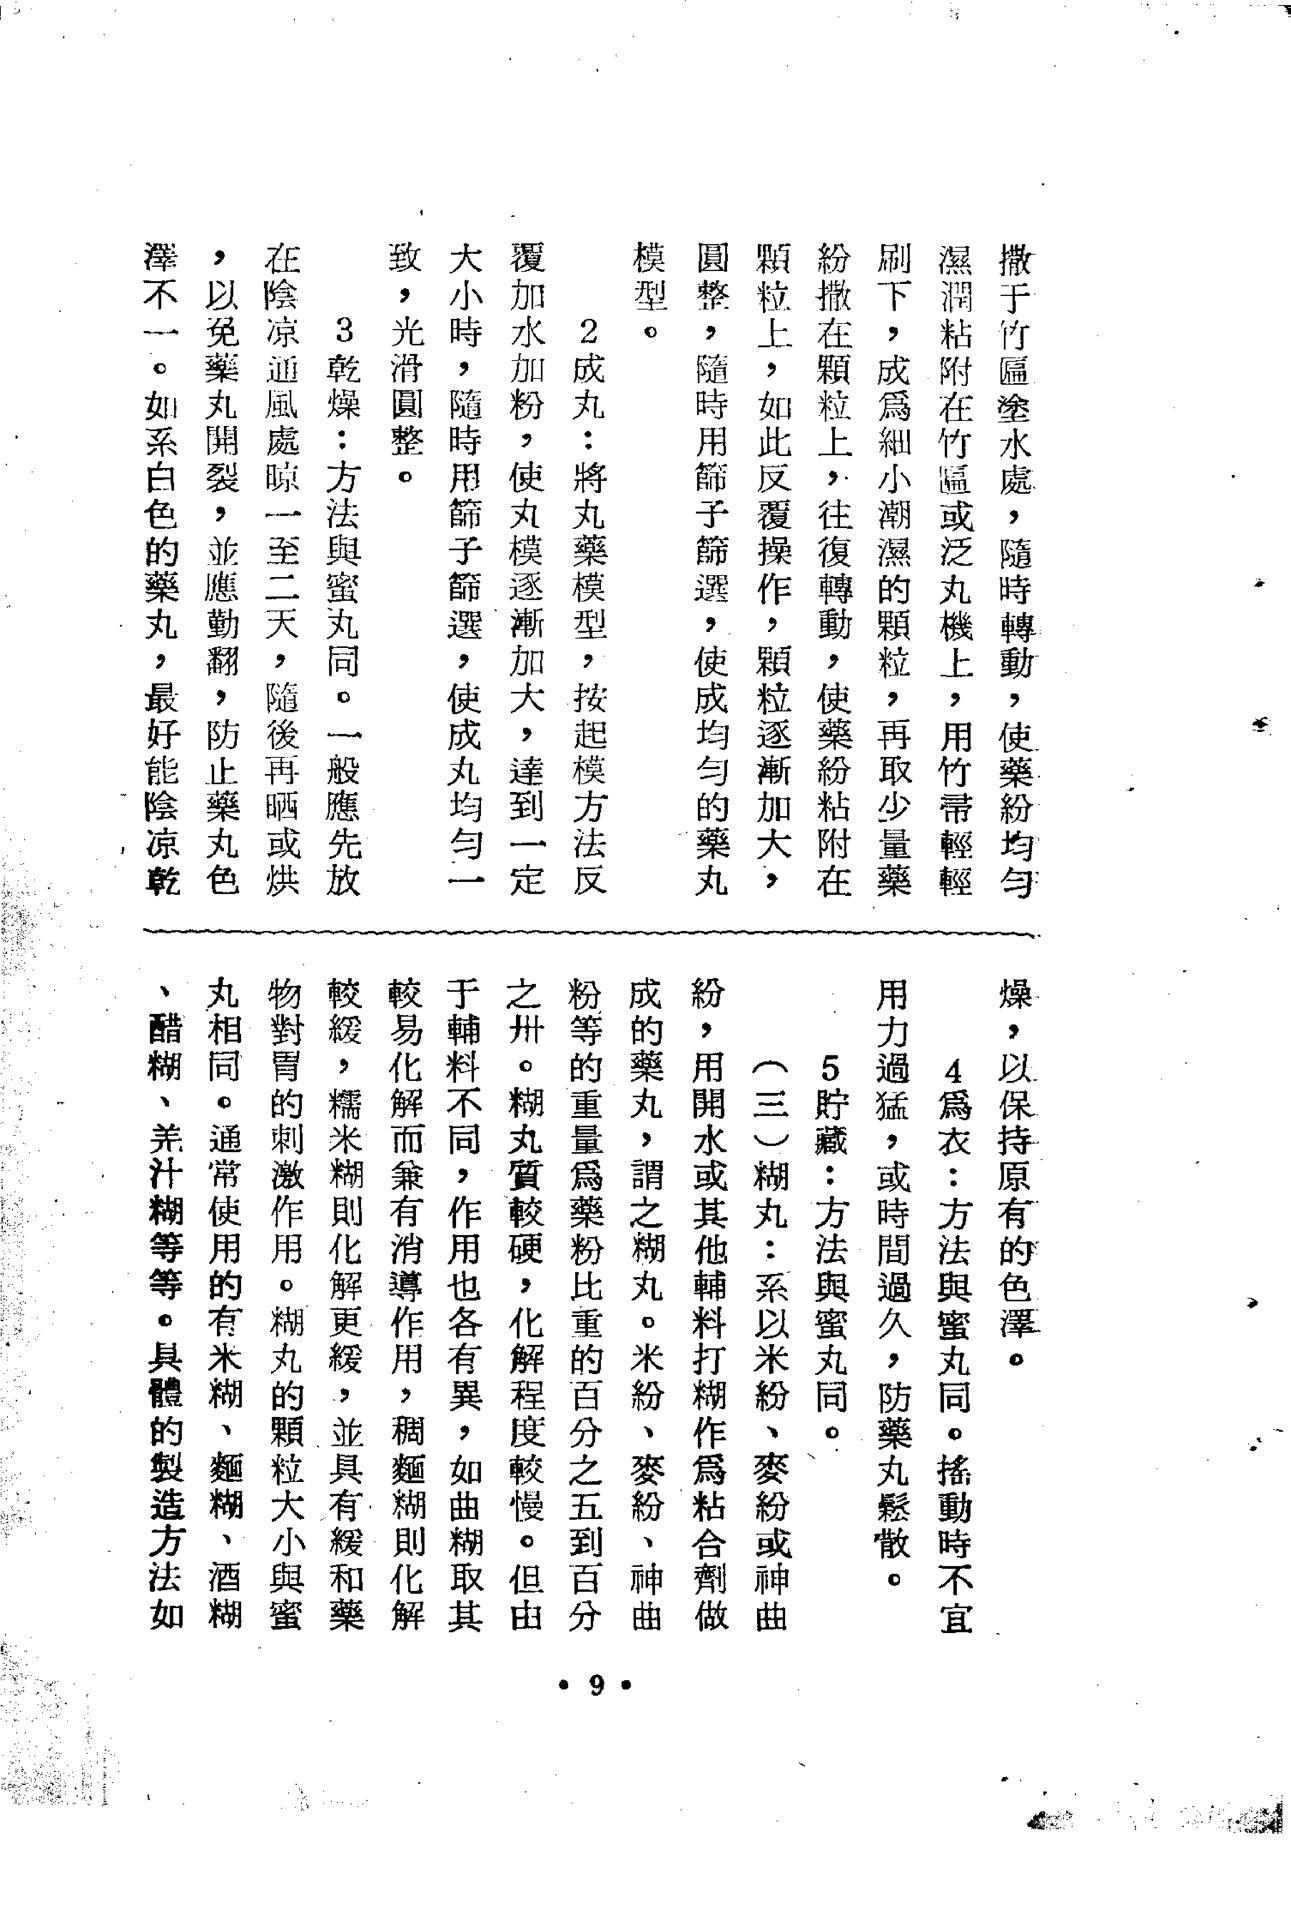 撒于竹匾塗水處，隨時轉動，使藥紛均勻
濕潤粘附在竹匾或泛丸機上，用竹帚輕輕
刷下，成爲細小潮濕的顆粒，再取少量藥
紛撒在顆粒上，往復轉動，使藥紛粘附在
顆粒上，如此反覆操作，顆粒逐漸加大，
圓整，隨時用篩子篩選，使成均勻的藥丸
模型。
2成丸：將丸藥模型，按起模方法反
覆加水加粉，使丸模逐漸加大，達到一定
大小時，隨時用篩子篩選，使成丸均勻一
致，光滑圓整。
3乾燥：方法與蜜丸同。一般應先放
在陰凉通風處晾一至二天，隨後再晒或烘
，以免藥丸開裂，並應勤翻，防止藥丸色
澤不一。如系白色的藥丸，最好能陰凉乾
燥，以保持原有的色澤。
4爲衣：方法與蜜丸同。搖動時不宜
用力過猛，或時間過久，防藥丸鬆散。
5貯藏：方法與蜜丸同。
（三）糊丸：系以米紛、麥紛或神曲
紛，用開水或其他輔料打糊作爲粘合劑做
成的藥丸，謂之糊丸。米紛、麥紛、神曲
粉等的重量爲藥粉比重的百分之五到百分
之卅。糊丸質較硬，化解程度較慢。但由
于輔料不同，作用也各有異，如曲糊取其
較易化解而兼有消導作用，稠麵糊則化解
較緩，糯米糊則化解更緩，並具有緩和藥
物對胃的刺激作用。糊丸的顆粒大小與蜜
丸相同。通常使用的有米糊、麵糊、酒糊
、醋糊、羌汁糊等等。具體的製造方法如
• 9 •